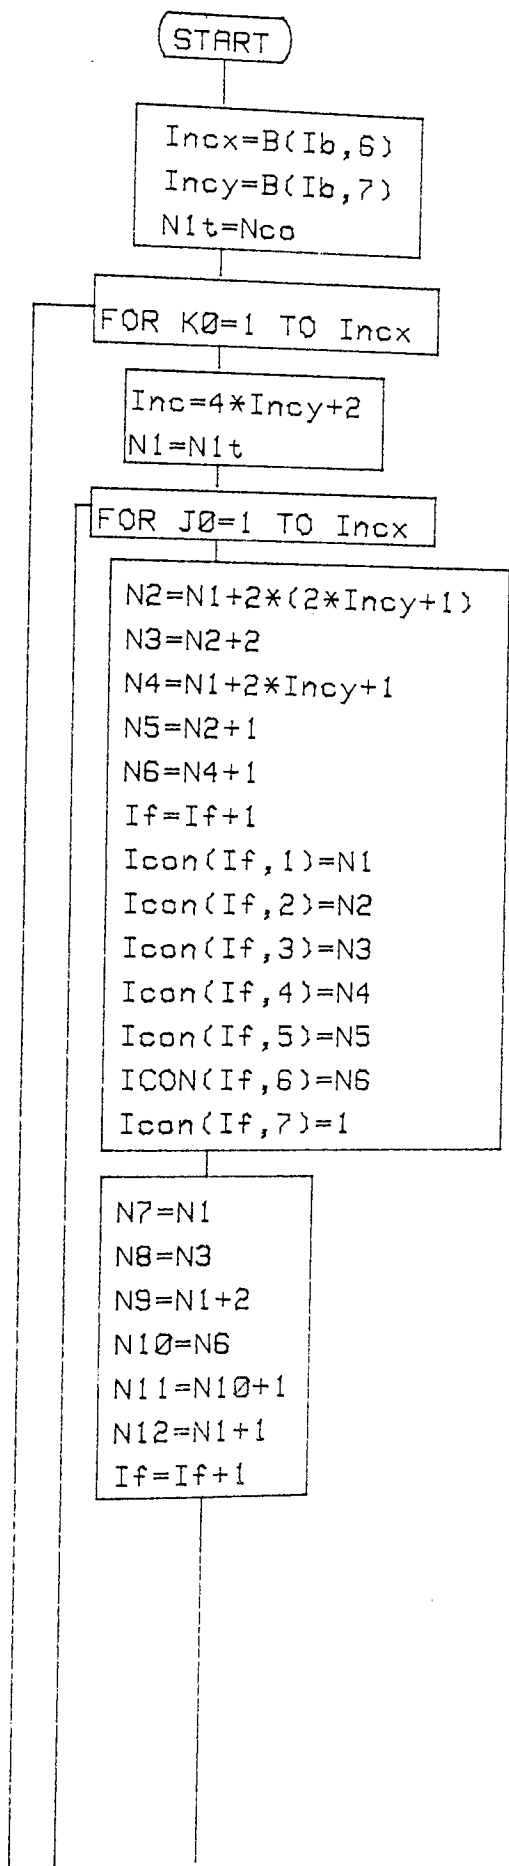 START
Incx=B(Ib,6)
Incy=B(Ib,7)
N1t=Nco
FOR K0=1 TO Incx
Inc=4*Incy+2
N1=N1t
FOR J0=1 TO Incx
N2=N1+2*(2*Incy+1)
N3=N2+2
N4=N1+2*Incy+1
N5=N2+1
N6=N4+1
If=If+1
Icon(If,1)=N1
Icon(If,2)=N2
Icon(If,3)=N3
Icon(If,4)=N4
Icon(If,5)=N5
ICON(If,6)=N6
Icon(If,7)=1
N7=N1
N8=N3
N9=N1+2
N10=N6
N11=N10+1
N12=N1+1
If=If+1